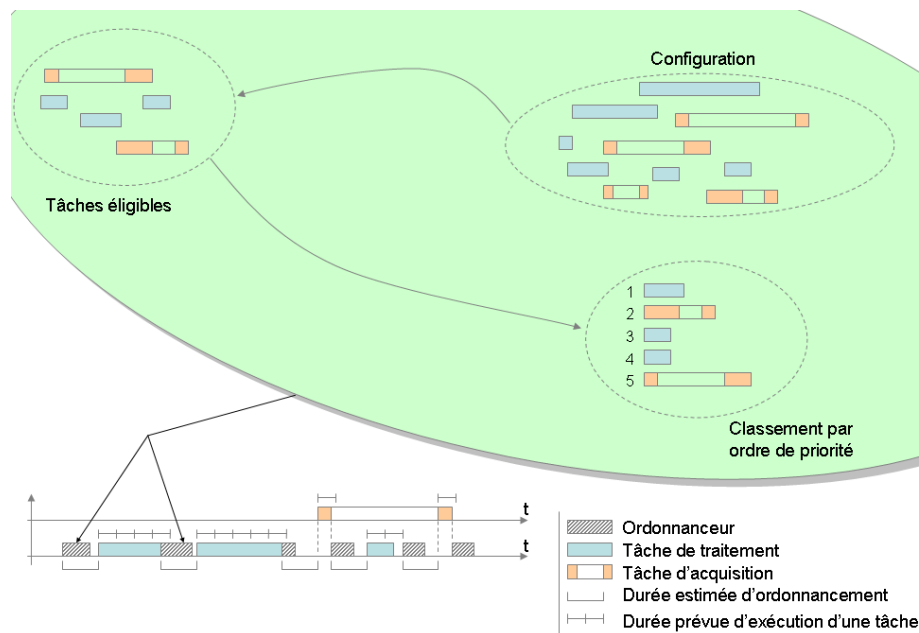 Configuration
Tâches éligibles
1
2
3
4
5
Classement par
ordre de priorité
t
t
Ordonnanceur
Tâche de traitement
Tâche d'acquisition
Durée estimée d'ordonnancement
Durée prévue d'exécution d'une tâche